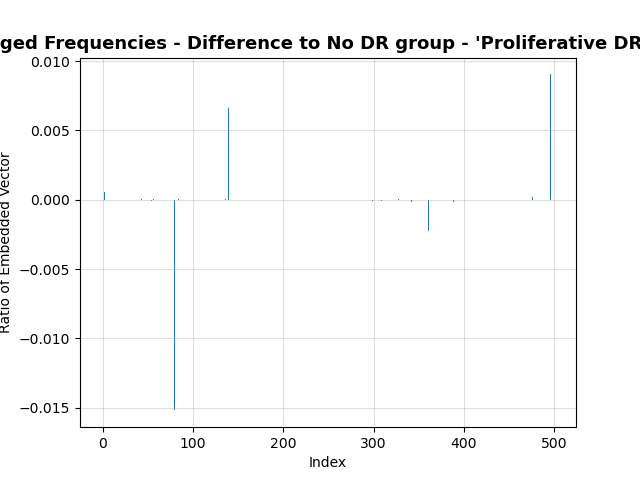 ged Frequencies - Difference to No DR group - 'Proliferative DR
0.010
0.005
0.000
−0.005
−0.010
−0.015
Ratio of Embedded Vector
0 100 200 300 400 500
Index